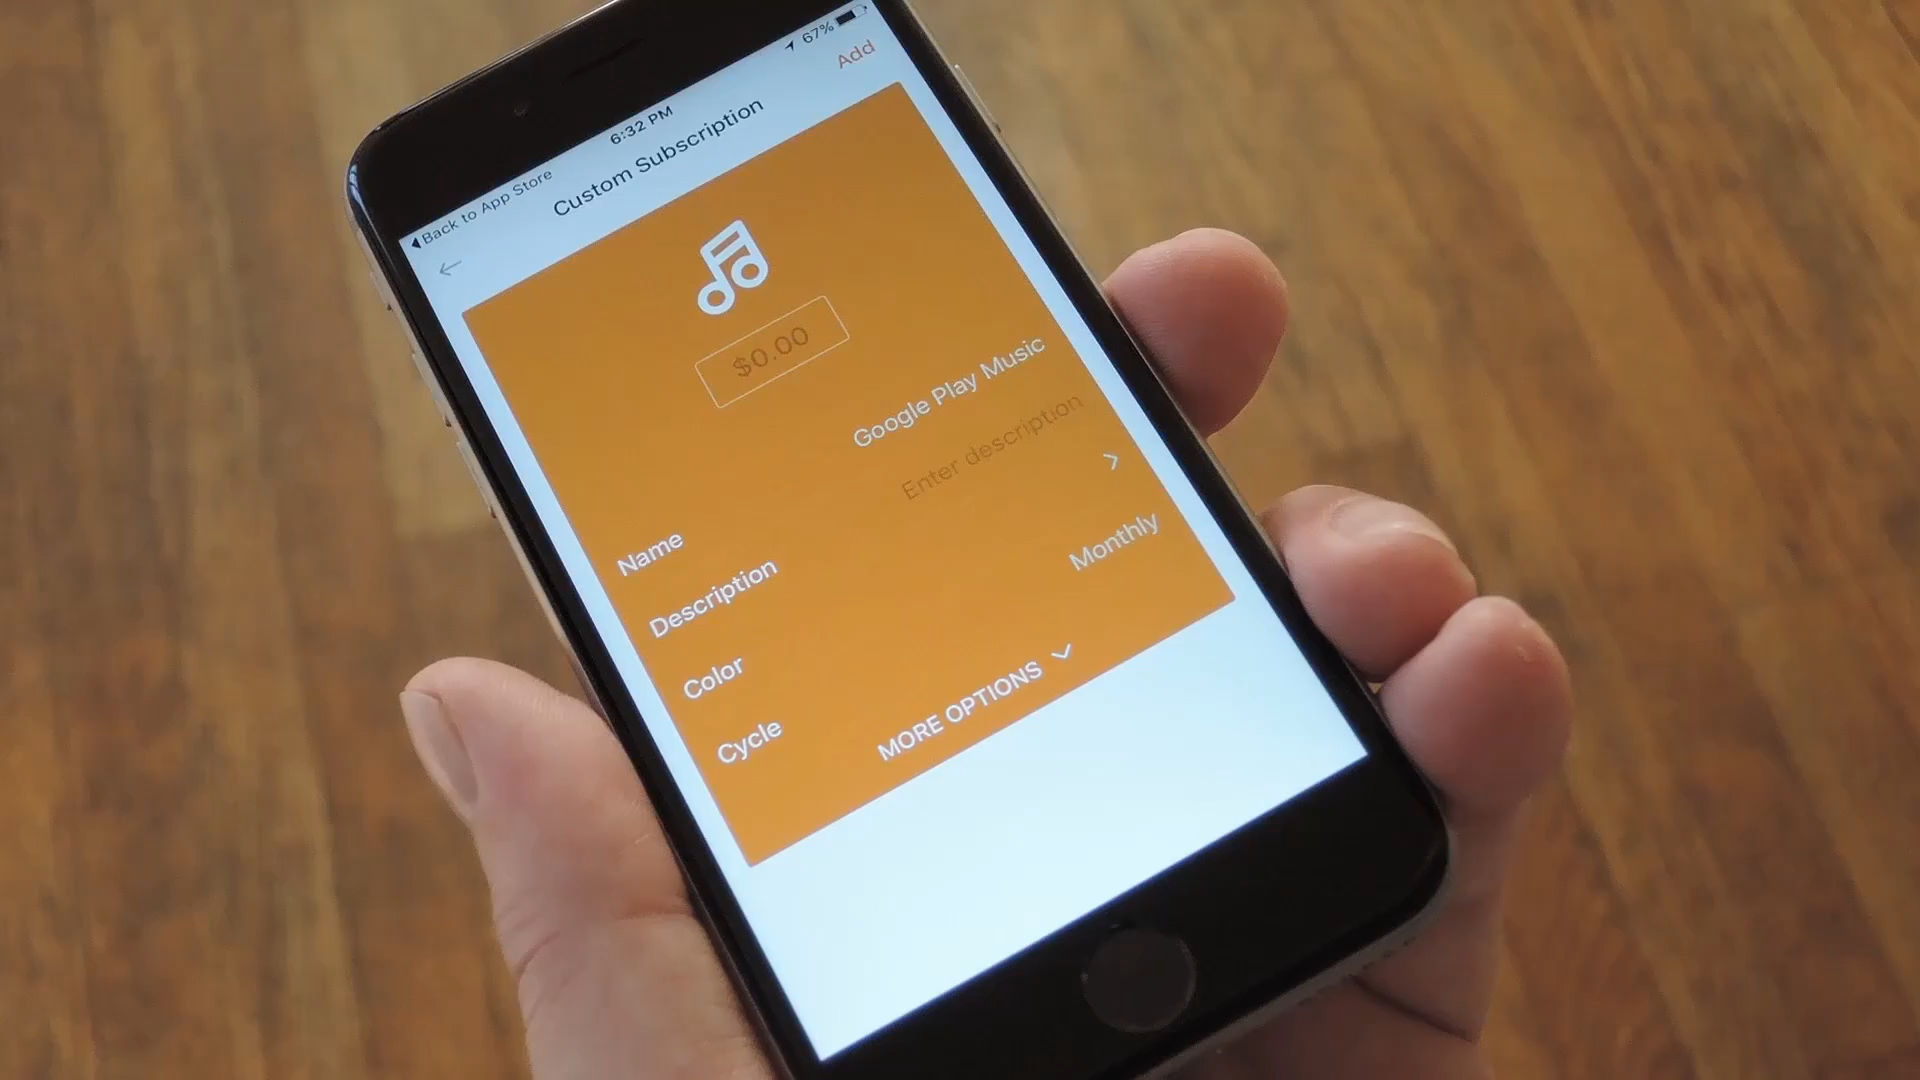 Back to App Store
6:32 PM
67%
Custom Subscription
Add
$0.00
Name
Google Play Music
Description
Enter description
Color
Cycle
Monthly
MORE OPTIONS